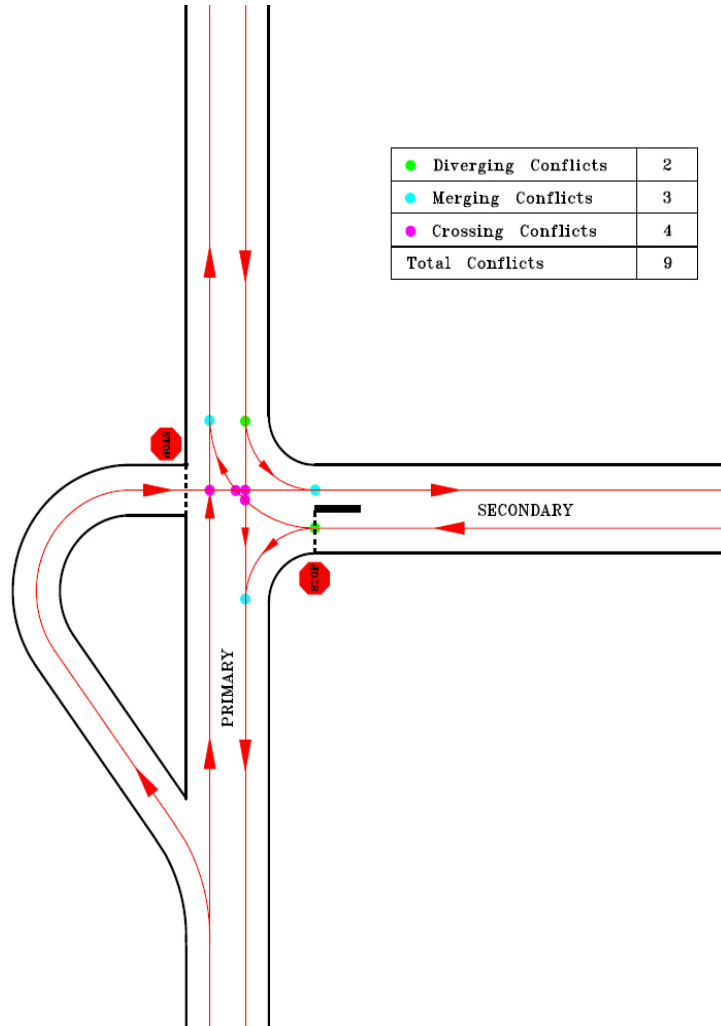 Diverging Conflicts 2
Merging Conflicts 3
Crossing Conflicts 4
Total Conflicts 9
STOP
SECONDARY
STOP
PRIMARY